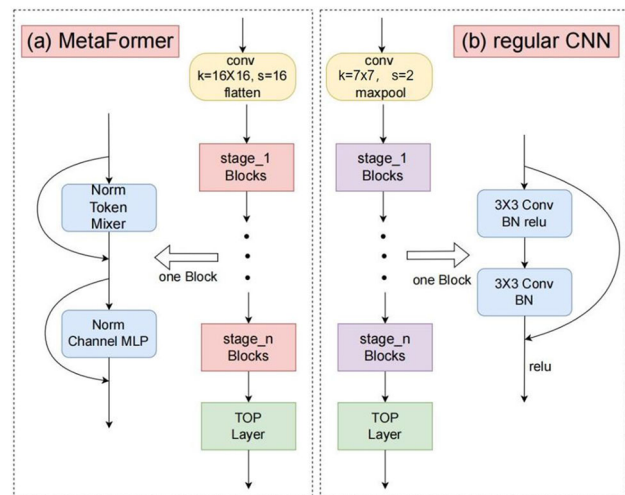 (a) MetaFormer
conv
k=16X16, s=16
flatten
stage_1
Blocks
Norm
Token
Mixer
one Block
Norm
Channel MLP
stage_n
Blocks
TOP
Layer
(b) regular CNN
conv
k=7x7, s=2
maxpool
stage_1
Blocks
3X3 Conv
BN relu
one Block
3X3 Conv
BN
stage_n
Blocks
relu
TOP
Layer